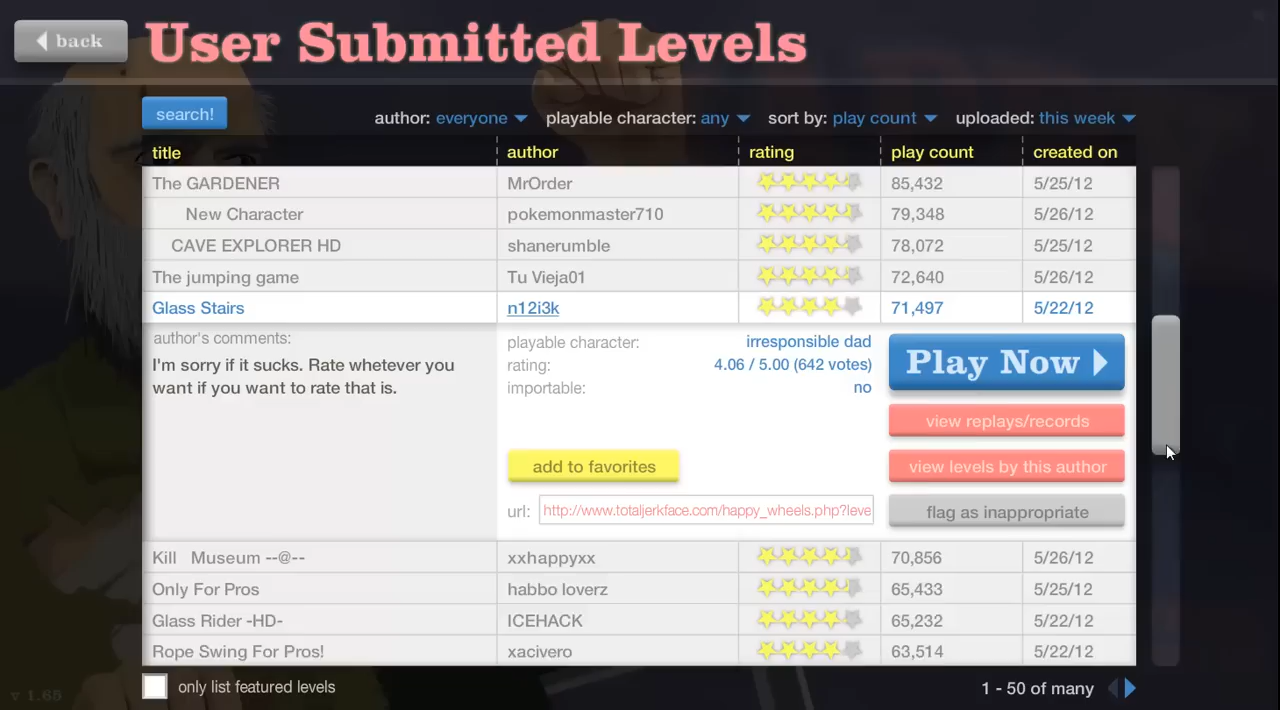 back
User Submitted Levels
search!
author: everyone playable character: any sort by: play count uploaded: this week
title author rating play count created on
The GARDENER MrOrder 85,432 5/25/12
New Character pokemonmaster710 79,348 5/26/12
CAVE EXPLORER HD shanerumble 78,072 5/25/12
The jumping game Tu Vieja01 72,640 5/26/12
Glass Stairs n12i3k 71,497 5/22/12
author's comments:
I'm sorry if it sucks. Rate whetever you
want if you want to rate that is.
playable character: irresponsible dad
rating: 4.06 / 5.00 (642 votes)
importable: no
add to favorites
url: http://www.totaljerkface.com/happy_wheels.php?leve
Play Now
view replays/records
view levels by this author
flag as inappropriate
Kill Museum --@-- xxhappyxx 70,856 5/26/12
Only For Pros habbo loverz 65,433 5/25/12
Glass Rider -HD- ICEHACK 65,232 5/22/12
Rope Swing For Pros! xacivero 63,514 5/22/12
only list featured levels
1 - 50 of many
v 1.65